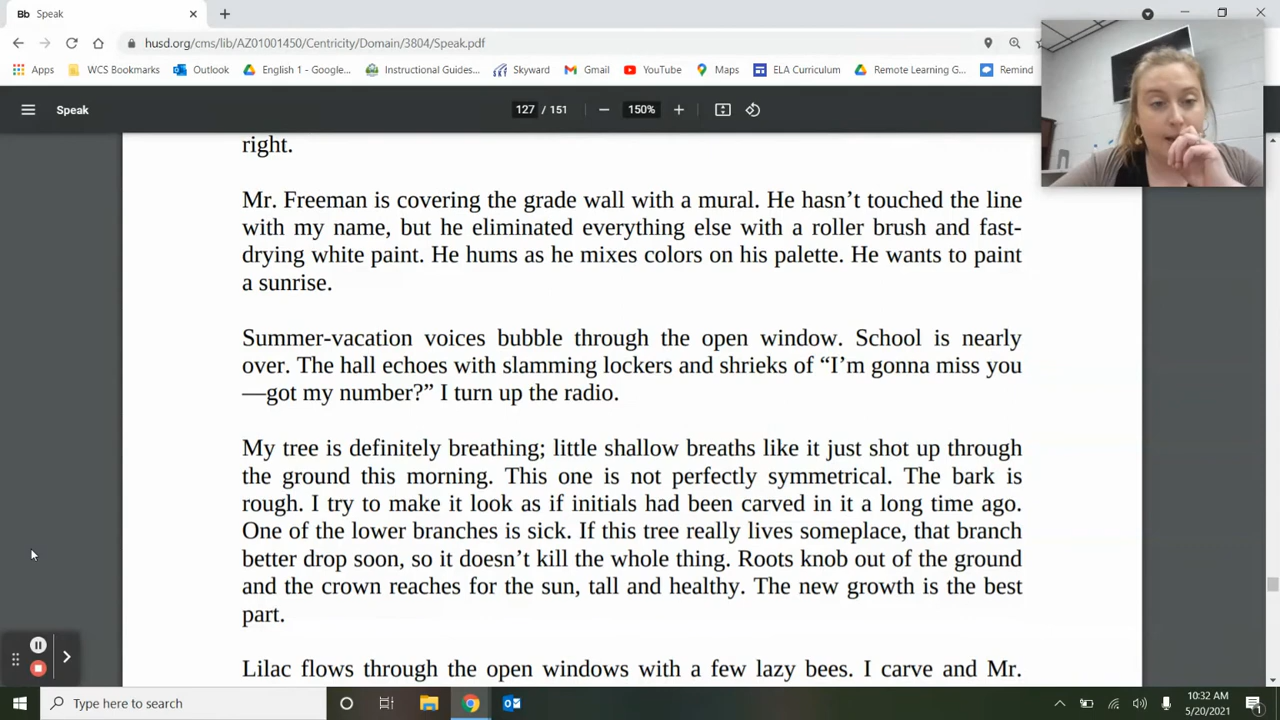 Bb Speak
husd.org/cms/lib/AZ01001450/Centricity/Domain/3804/Speak.pdf
Apps WCS Bookmarks Outlook English 1 - Google... Instructional Guides... Skyward Gmail YouTube Maps ELA Curriculum Remote Learning G... Remind
Speak 127 / 151 150%
right.
Mr. Freeman is covering the grade wall with a mural. He hasn’t touched the line
with my name, but he eliminated everything else with a roller brush and fast-
drying white paint. He hums as he mixes colors on his palette. He wants to paint
a sunrise.
Summer-vacation voices bubble through the open window. School is nearly
over. The hall echoes with slamming lockers and shrieks of “I’m gonna miss you
—got my number?” I turn up the radio.
My tree is definitely breathing; little shallow breaths like it just shot up through
the ground this morning. This one is not perfectly symmetrical. The bark is
rough. I try to make it look as if initials had been carved in it a long time ago.
One of the lower branches is sick. If this tree really lives someplace, that branch
better drop soon, so it doesn’t kill the whole thing. Roots knob out of the ground
and the crown reaches for the sun, tall and healthy. The new growth is the best
part.
Lilac flows through the open windows with a few lazy bees. I carve and Mr.
Type here to search
10:32 AM
5/20/2021